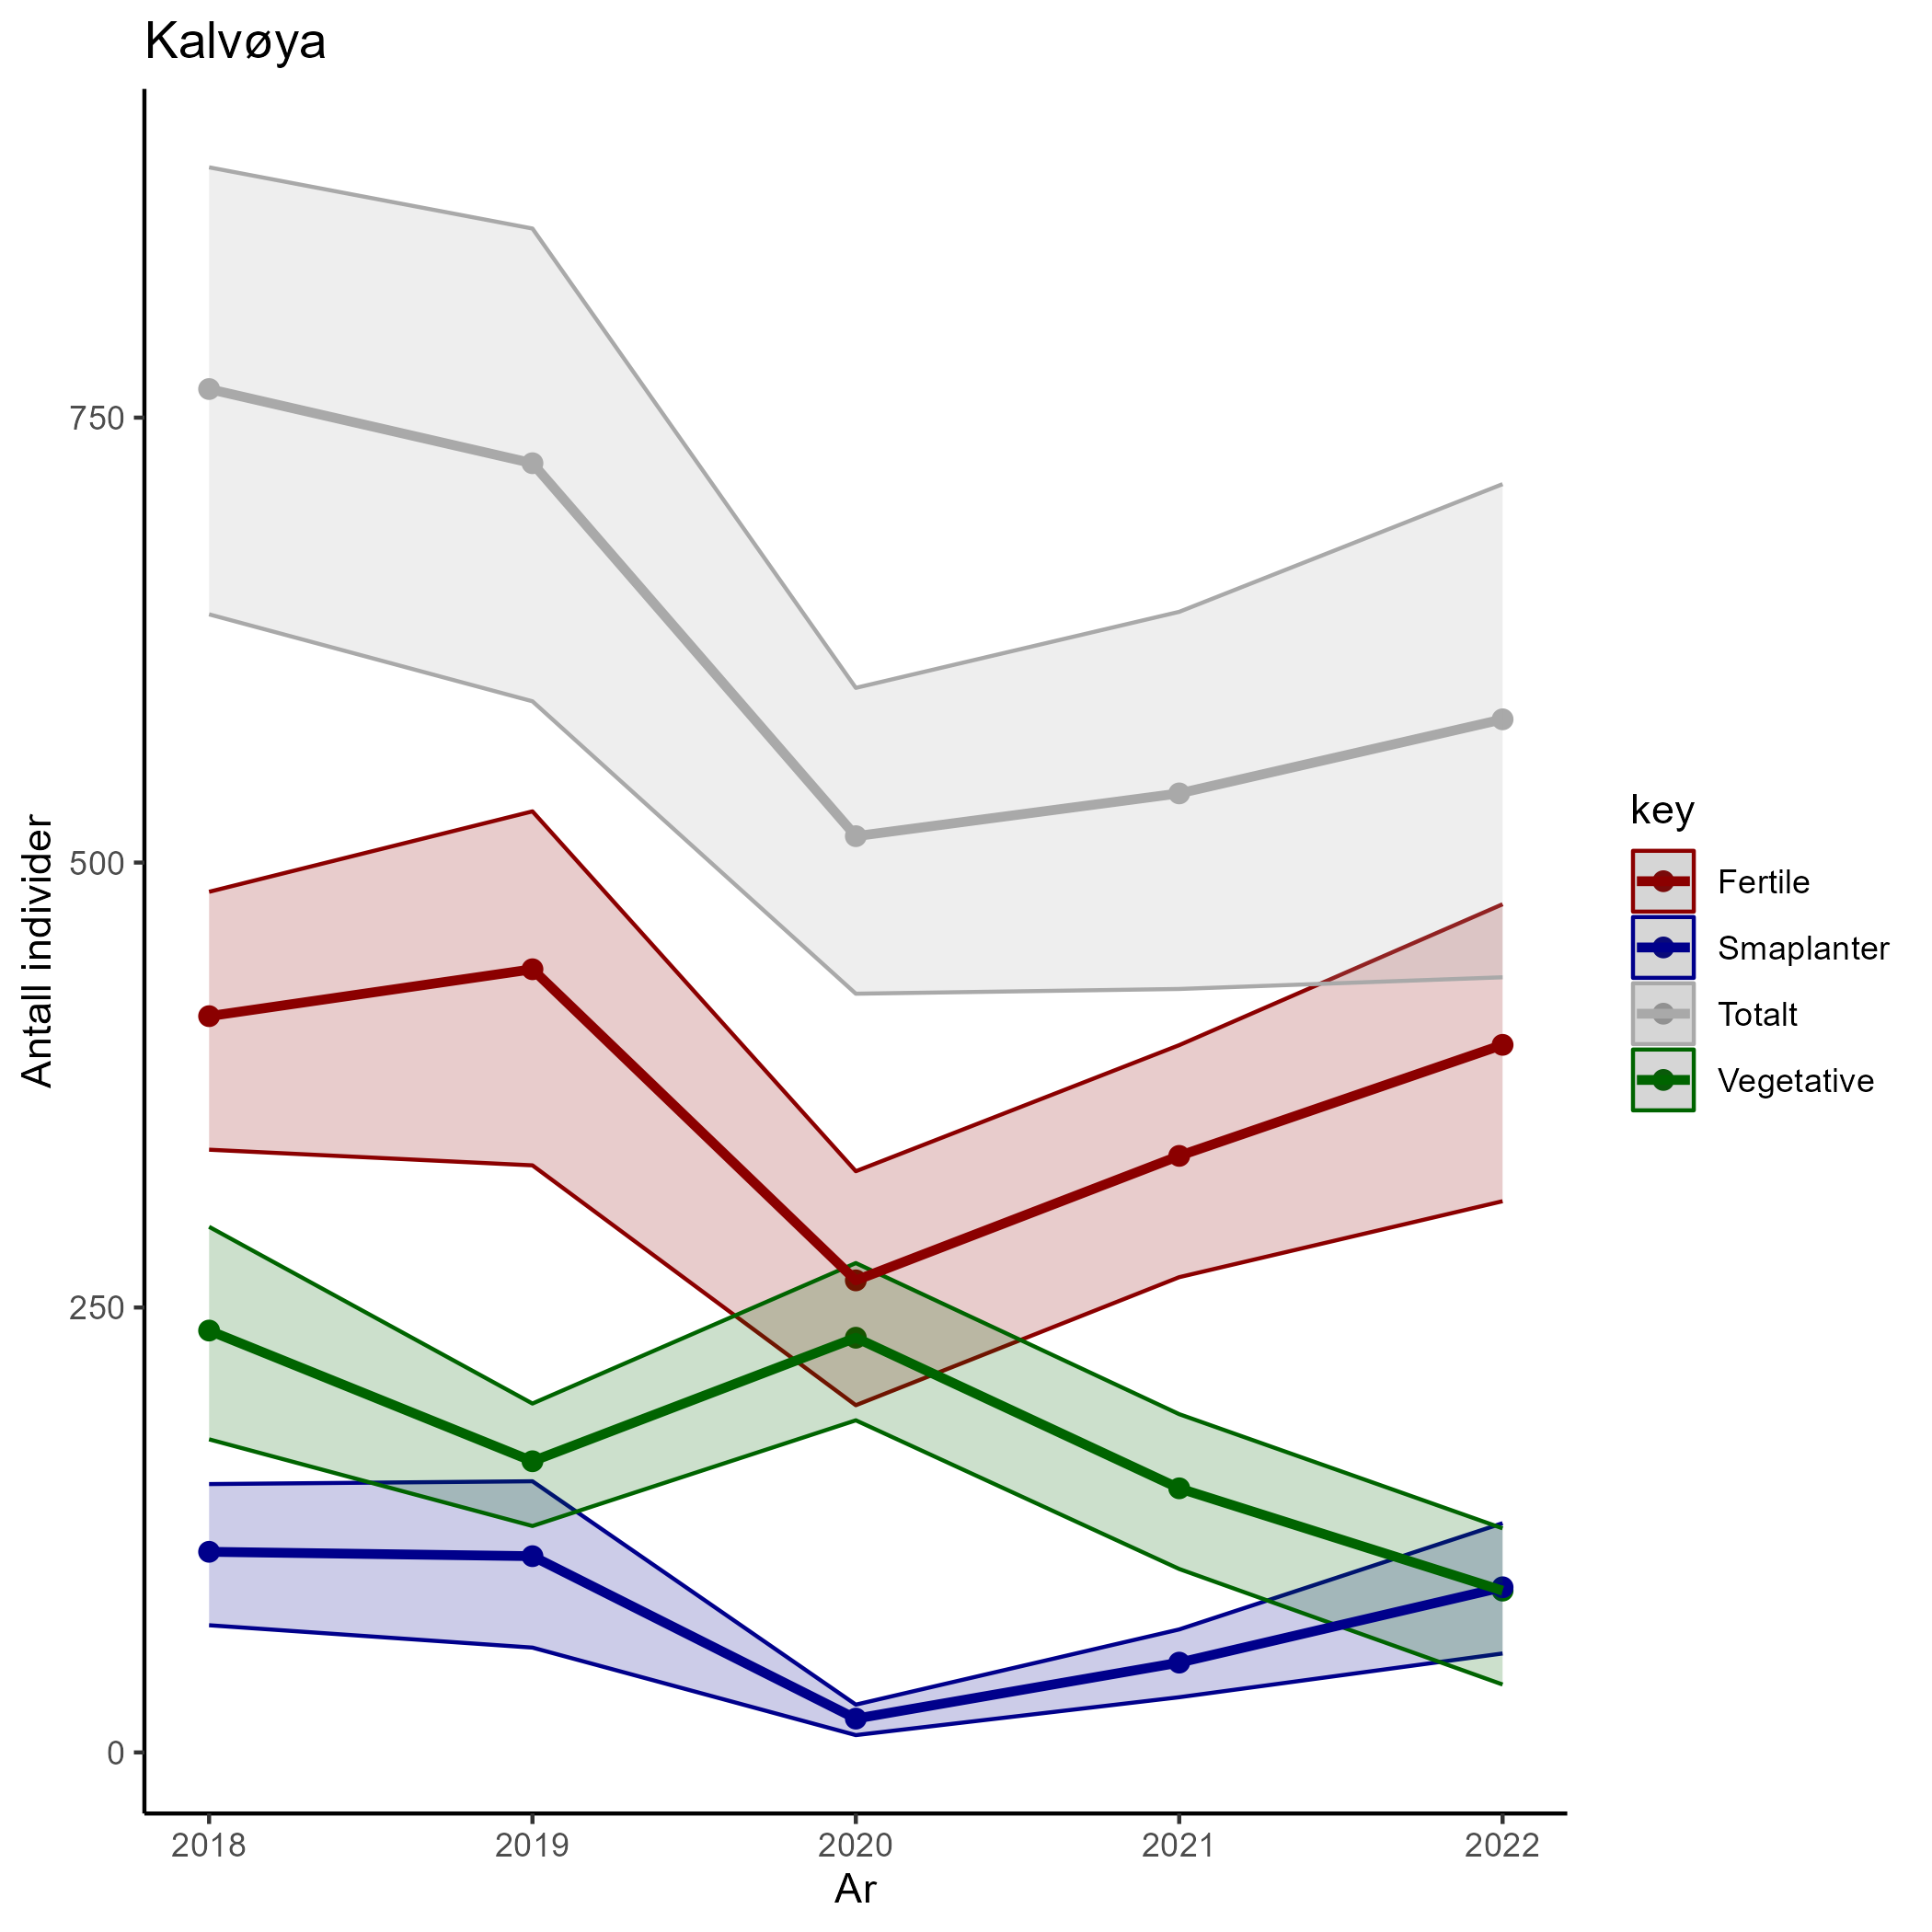 Kalvøya
Antall individer
750
500
250
0
2018 2019 2020 2021 2022
Ar
key
Fertile
Smaplanter
Totalt
Vegetative